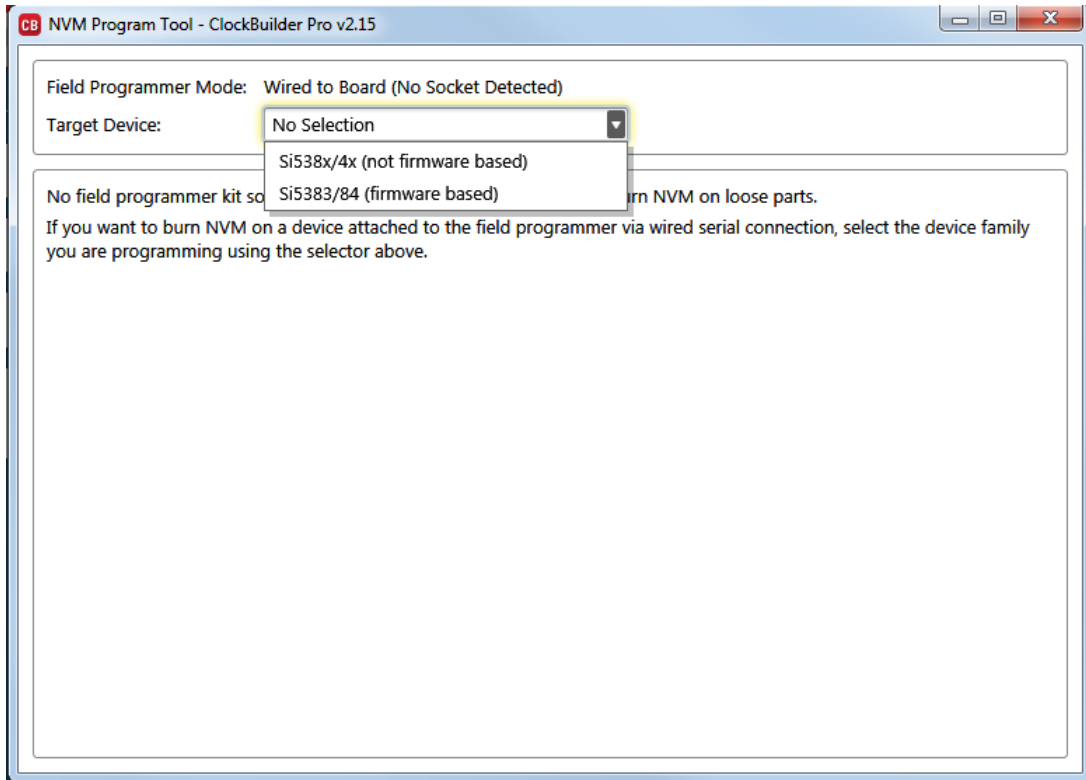 CB NVM Program Tool - ClockBuilder Pro v2.15
Field Programmer Mode: Wired to Board (No Socket Detected)
Target Device: No Selection
Si538x/4x (not firmware based)
Si5383/84 (firmware based)
No field programmer kit so rn NVM on loose parts.
If you want to burn NVM on a device attached to the field programmer via wired serial connection, select the device family
you are programming using the selector above.